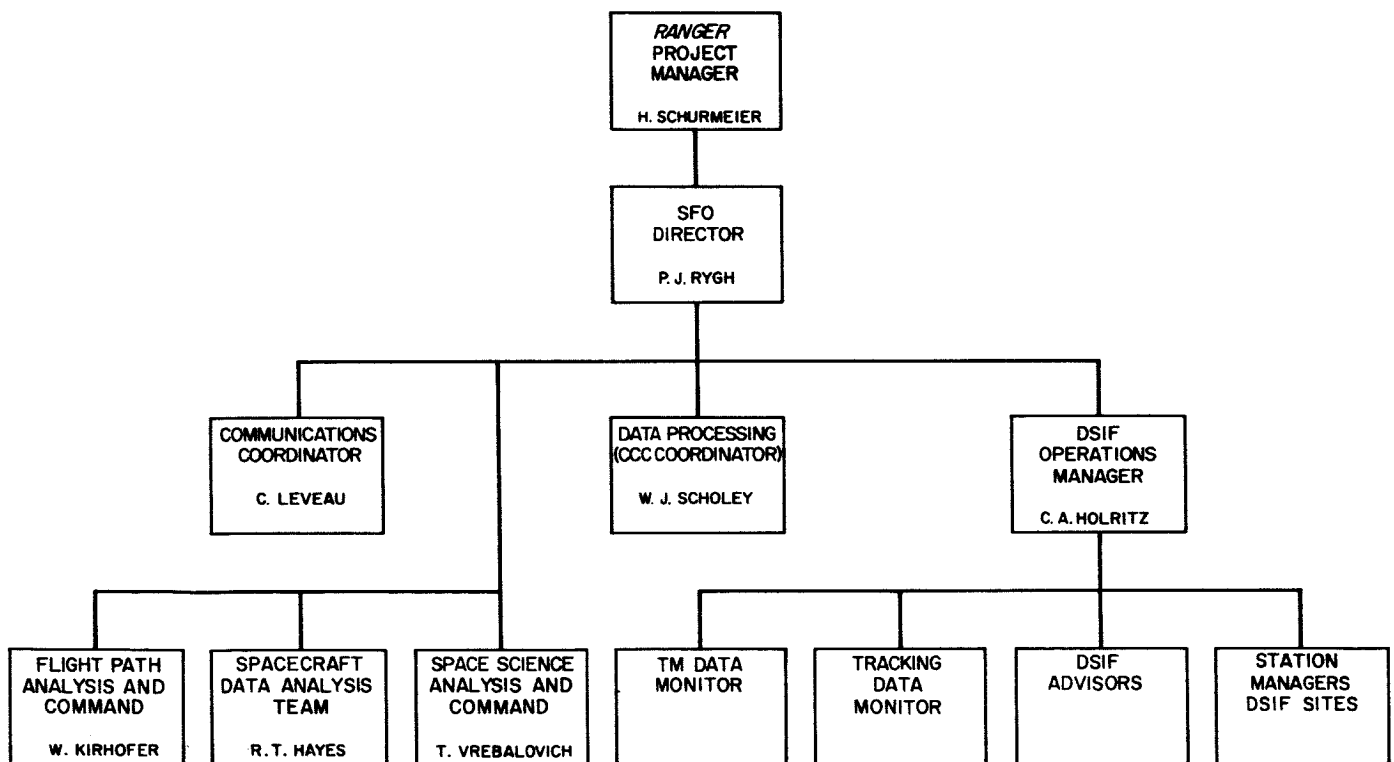 RANGER
PROJECT
MANAGER
H. SCHURMEIER
SFO
DIRECTOR
P. J. RYGH
COMMUNICATIONS
COORDINATOR
C. LEVEAU
DATA PROCESSING
(CCC COORDINATOR)
W. J. SCHOLEY
DSIF
OPERATIONS
MANAGER
C. A. HOLRITZ
FLIGHT PATH
ANALYSIS AND
COMMAND
W. KIRHOFER
SPACECRAFT
DATA ANALYSIS
TEAM
R. T. HAYES
SPACE SCIENCE
ANALYSIS AND
COMMAND
T. VREBALOVICH
TM DATA
MONITOR
TRACKING
DATA
MONITOR
DSIF
ADVISORS
STATION
MANAGERS
DSIF SITES